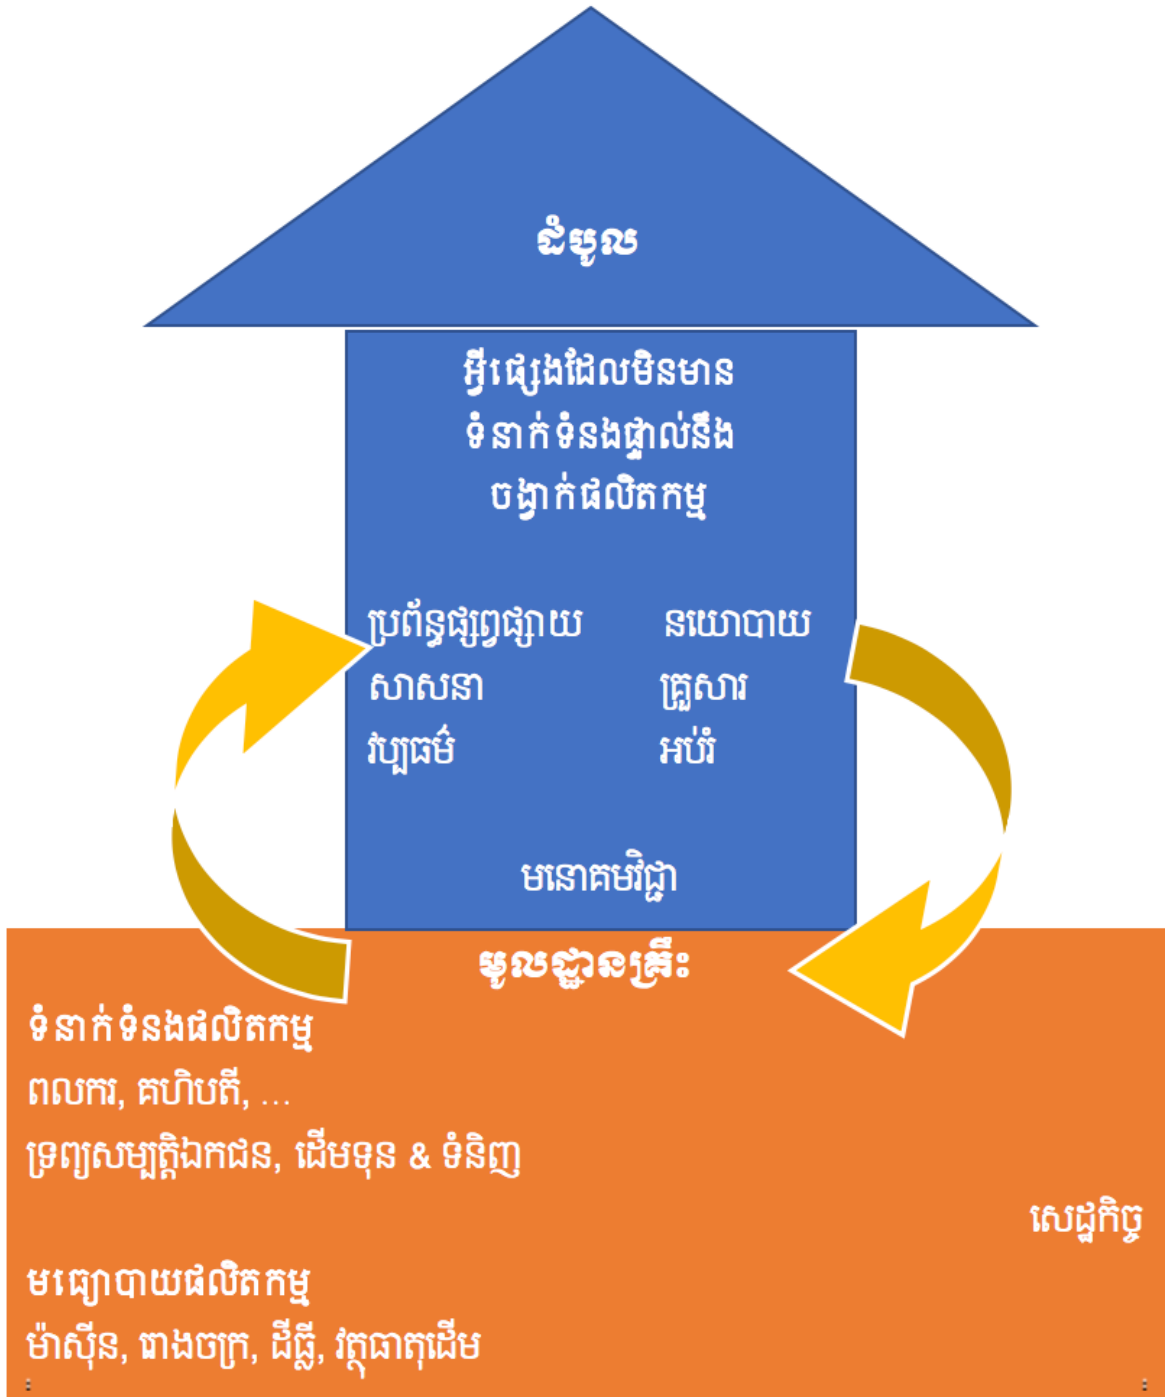 ដំបូល
អ្វីផ្សេងដែលមិនមាន
ទំនាក់ទំនងផ្ទាល់នឹង
ចង្វាក់ផលិតកម្ម
ប្រព័ន្ធផ្សព្វផ្សាយ នយោបាយ
សាសនា គ្រួសារ
វប្បធម៌ អប់រំ
មនោគមវិជ្ជា
មូលដ្ឋានគ្រឹះ
ទំនាក់ទំនងផលិតកម្ម
ពលករ, គហិបតី, ...
ទ្រព្យសម្បត្តិឯកជន, ដើមទុន & ទំនិញ
សេដ្ឋកិច្ច
មធ្យោបាយផលិតកម្ម
ម៉ាស៊ីន, រោងចក្រ, ដីធ្លី, វត្ថុធាតុដើម